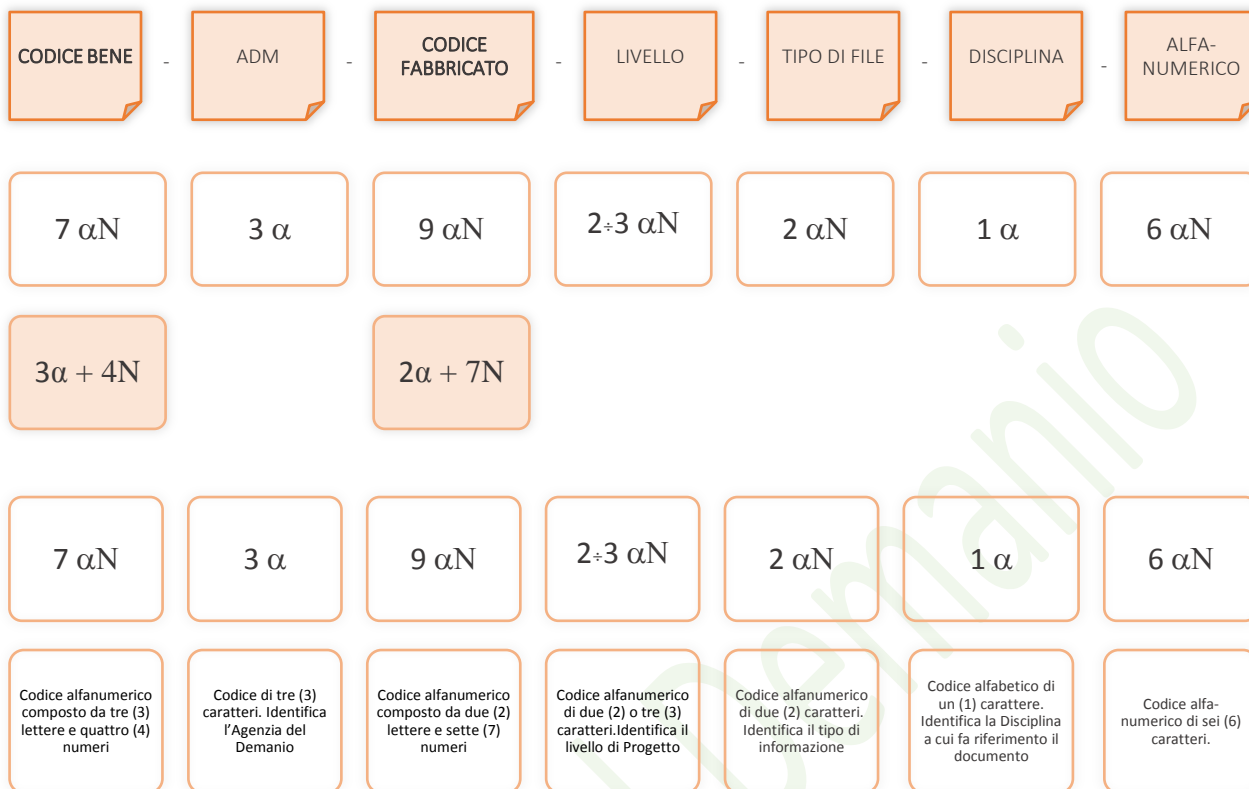 CODICE BENE - ADM - CODICE FABBRICATO - LIVELLO - TIPO DI FILE - DISCIPLINA - ALFA-NUMERICO
7 αN
3 α
9 αN
2÷3 αN
2 αN
1 α
6 αN
3α + 4N
2α + 7N
7 αN
3 α
9 αN
2÷3 αN
2 αN
1 α
6 αN
Codice alfanumerico
composto da tre (3)
lettere e quattro (4)
numeri
Codice di tre (3)
caratteri. Identifica
l’Agenzia del
Demanio
Codice alfanumerico
composto da due (2)
lettere e sette (7)
numeri
Codice alfanumerico
di due (2) o tre (3)
caratteri.Identifica il
livello di Progetto
Codice alfanumerico
di due (2) caratteri.
Identifica il tipo di
informazione
Codice alfabetico di
un (1) carattere.
Identifica la Disciplina
a cui fa riferimento il
documento
Codice alfa-
numerico di sei (6)
caratteri.
Demanio